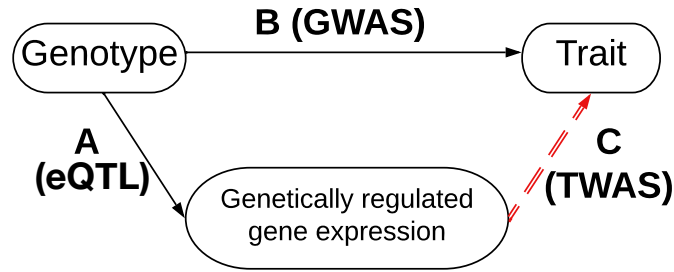 B (GWAS)
Genotype
Trait
A
(eQTL)
C
(TWAS)
Genetically regulated
gene expression